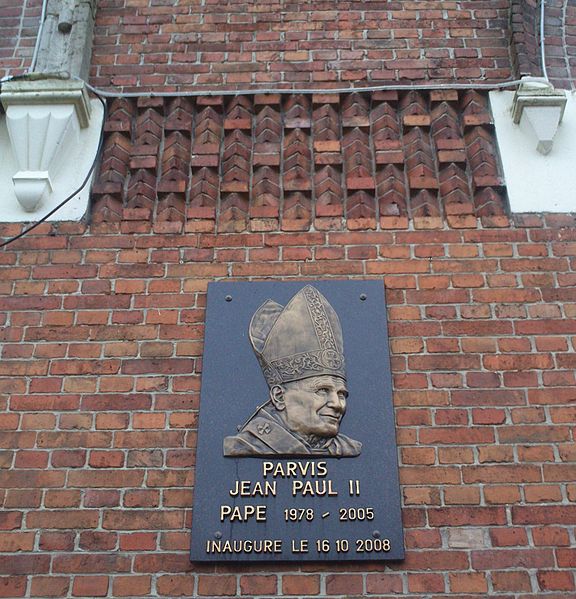 PARVIS
JEAN PAUL II
PAPE 1978 - 2005
INAUGURE LE 16 10 2008